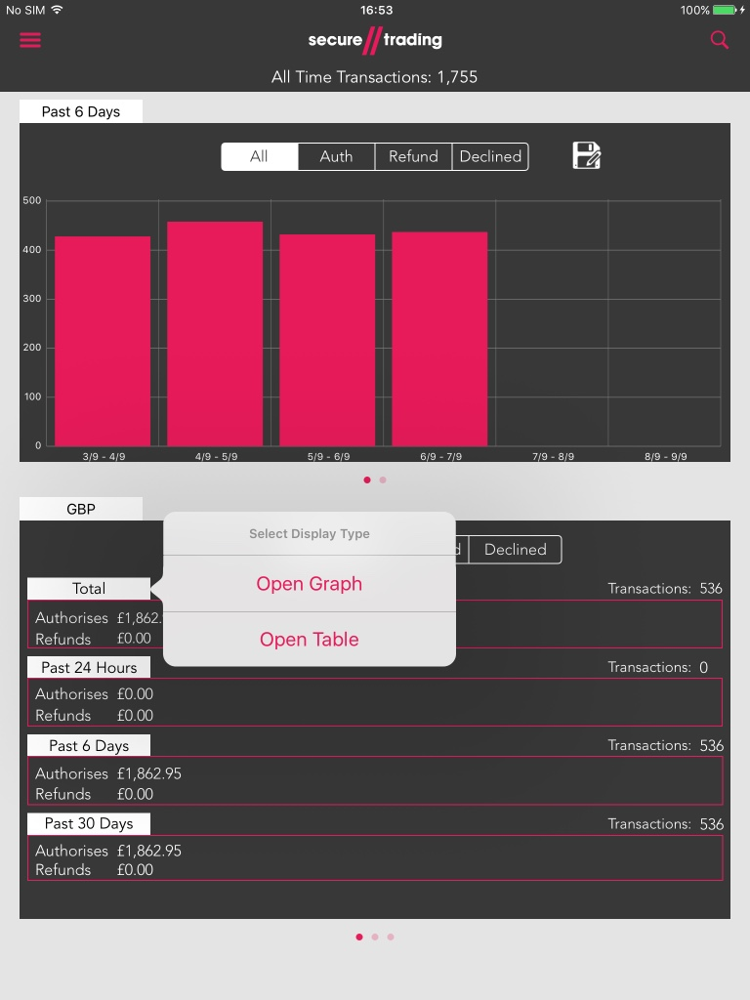 No SIM 16:53 100%
secure//trading
All Time Transactions: 1,755
Past 6 Days
All Auth Refund Declined
500
400
300
200
100
0
3/9 - 4/9 4/9 - 5/9 5/9 - 6/9 6/9 - 7/9 7/9 - 8/9 8/9 - 9/9
GBP
Select Display Type
d Declined
Open Graph
Open Table
Total Transactions: 536
Authorises £1,862.
Refunds £0.00
Past 24 Hours Transactions: 0
Authorises £0.00
Refunds £0.00
Past 6 Days Transactions: 536
Authorises £1,862.95
Refunds £0.00
Past 30 Days Transactions: 536
Authorises £1,862.95
Refunds £0.00